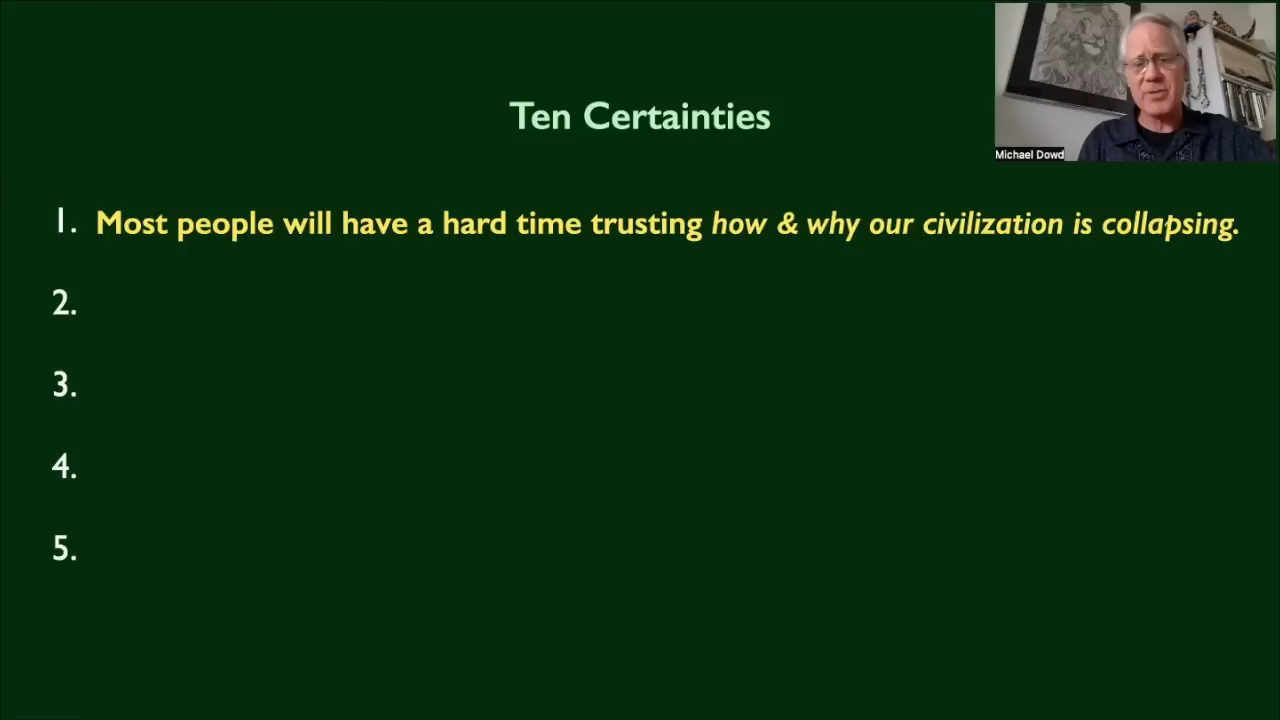 Michael Dowd
Ten Certainties
1. Most people will have a hard time trusting how & why our civilization is collapsing.
2.
3.
4.
5.